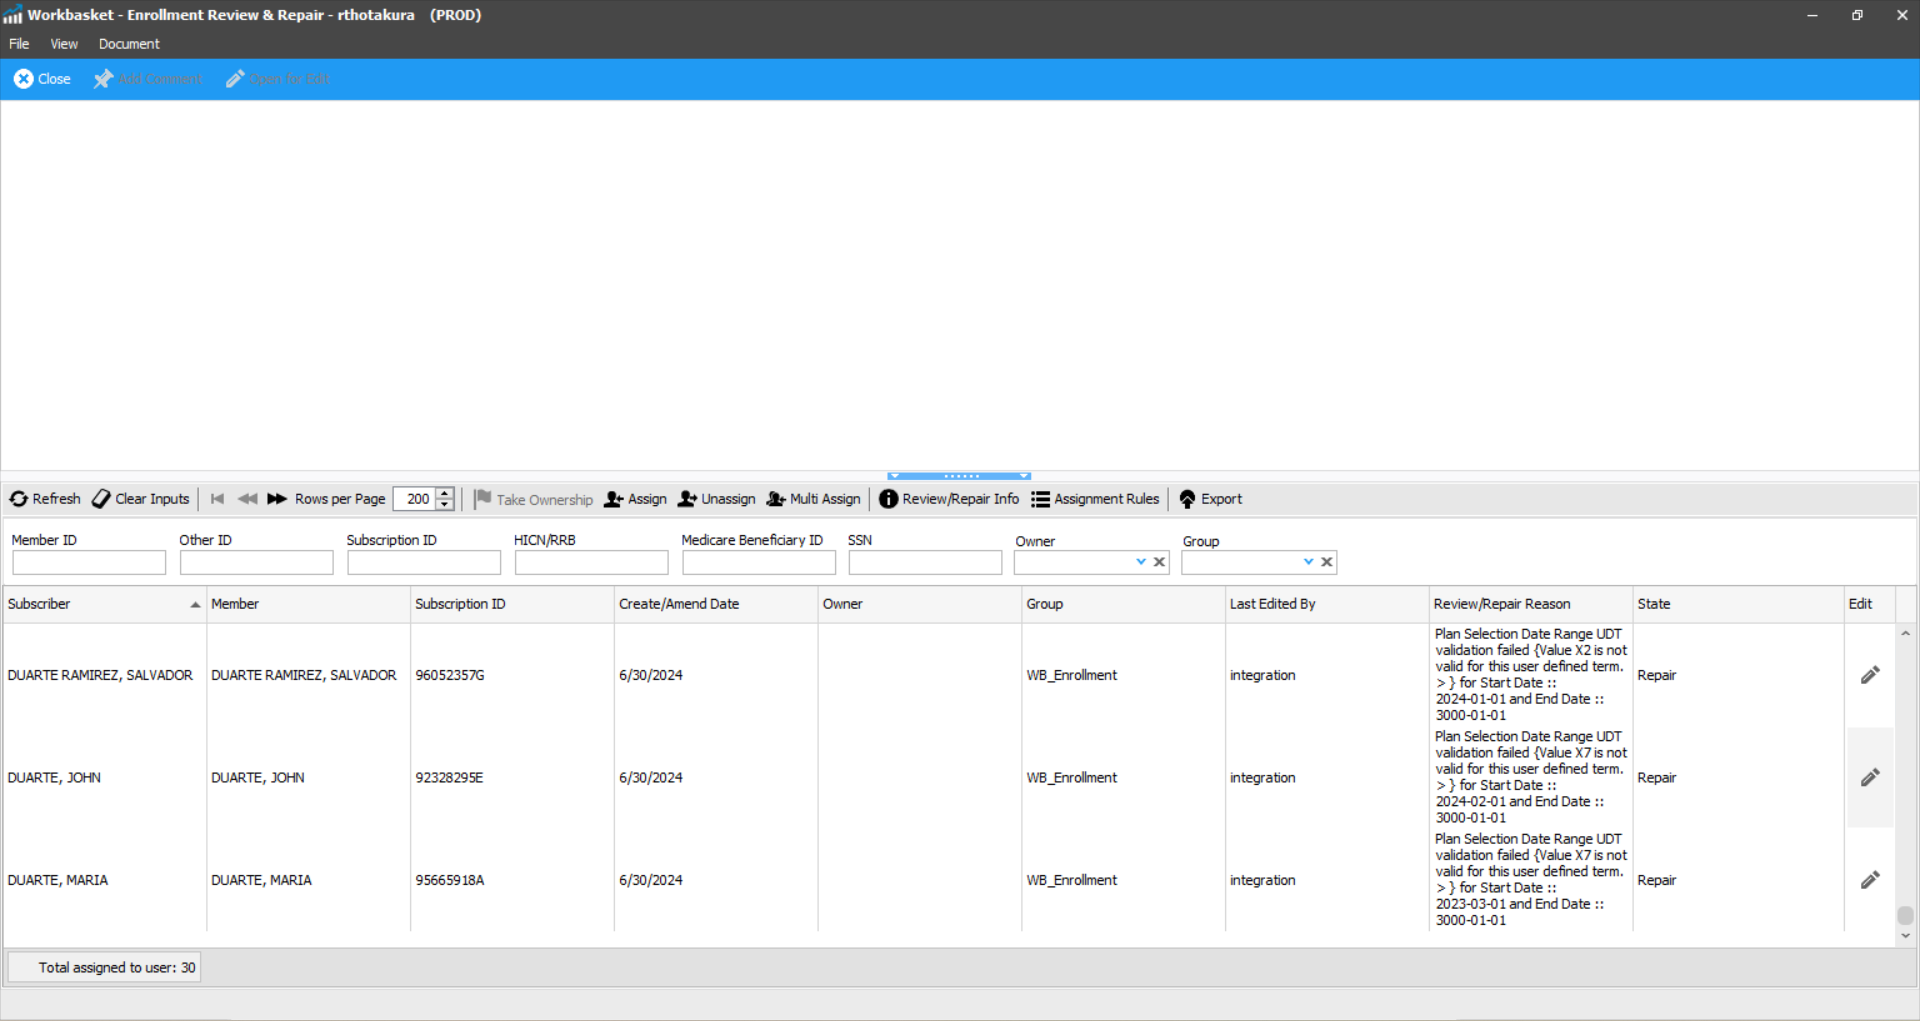 Workbasket - Enrollment Review & Repair - rthotakura (PROD)
File View Document
Close Add Comment Open for Edit
Refresh Clear Inputs Rows per Page 200 Take Ownership Assign Unassign Multi Assign Review/Repair Info Assignment Rules Export
Member ID Other ID Subscription ID HICN/RRB Medicare Beneficiary ID SSN Owner Group
Subscriber Member Subscription ID Create/Amend Date Owner Group Last Edited By Review/Repair Reason State Edit
DUARTE RAMIREZ, SALVADOR DUARTE RAMIREZ, SALVADOR 96052357G 6/30/2024 WB_Enrollment integration
Plan Selection Date Range UDT
validation failed {Value X2 is not
valid for this user defined term.
> } for Start Date ::
2024-01-01 and End Date ::
3000-01-01
Repair
DUARTE, JOHN DUARTE, JOHN 92328295E 6/30/2024 WB_Enrollment integration
Plan Selection Date Range UDT
validation failed {Value X7 is not
valid for this user defined term.
> } for Start Date ::
2024-02-01 and End Date ::
3000-01-01
Repair
DUARTE, MARIA DUARTE, MARIA 95665918A 6/30/2024 WB_Enrollment integration
Plan Selection Date Range UDT
validation failed {Value X7 is not
valid for this user defined term.
> } for Start Date ::
2023-03-01 and End Date ::
3000-01-01
Repair
Total assigned to user: 30